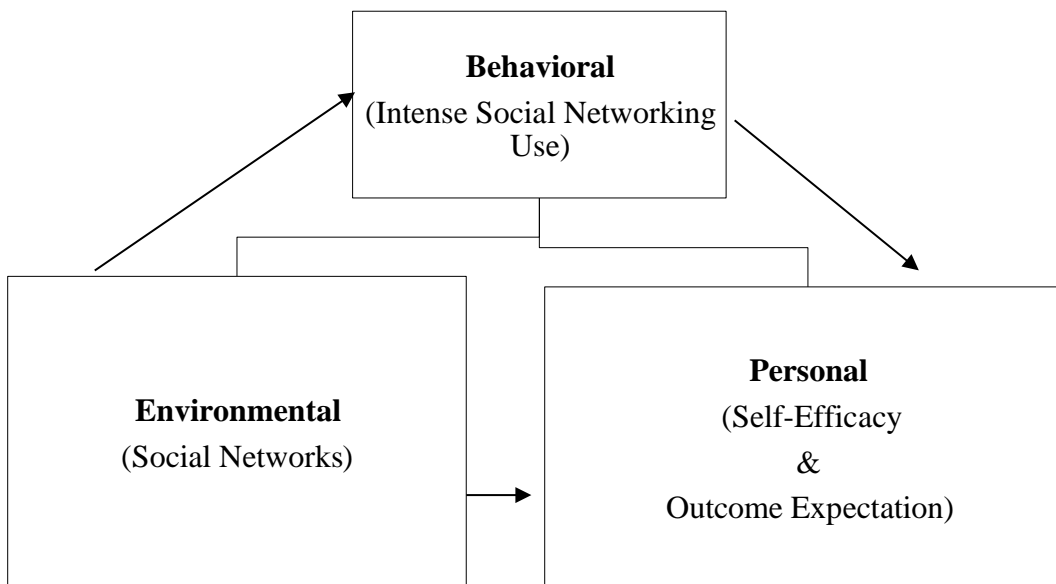 Behavioral
(Intense Social Networking
Use)
Environmental
(Social Networks)
Personal
(Self-Efficacy
&
Outcome Expectation)